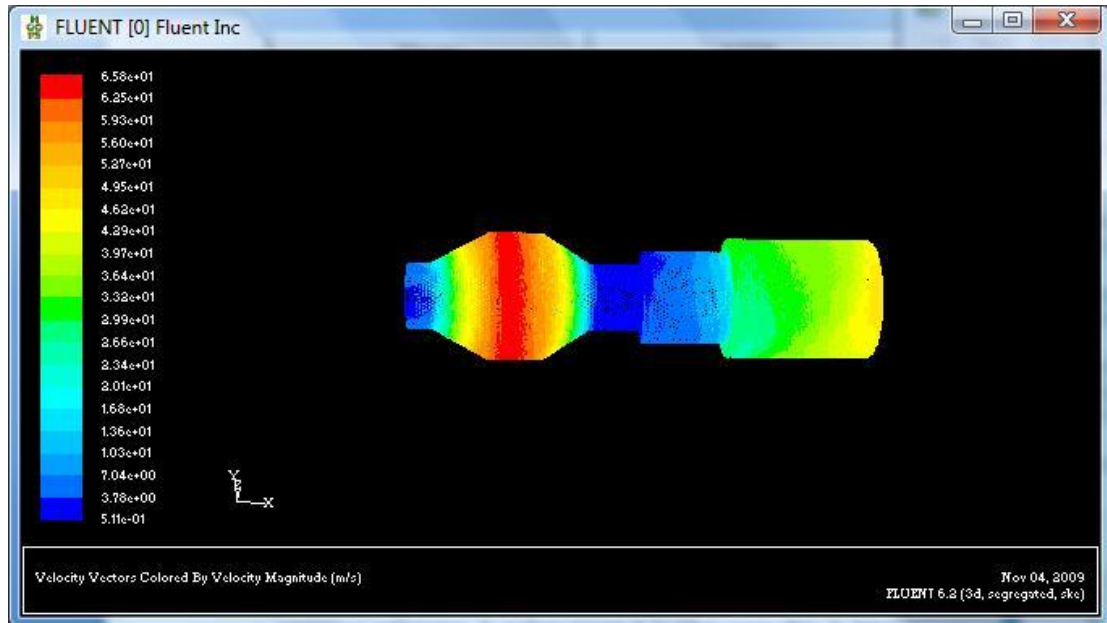 FLUENT [0] Fluent Inc
6.58e+01
6.25e+01
5.93e+01
5.60e+01
5.27e+01
4.95e+01
4.62e+01
4.29e+01
3.97e+01
3.64e+01
3.32e+01
2.99e+01
2.66e+01
2.34e+01
2.01e+01
1.68e+01
1.36e+01
1.03e+01
7.04e+00
3.78e+00
5.11e-01
Y
Z
X
Velocity Vectors Colored By Velocity Magnitude (m/s)
Nov 04, 2009
FLUENT 6.2 (3d, segregated, ske)